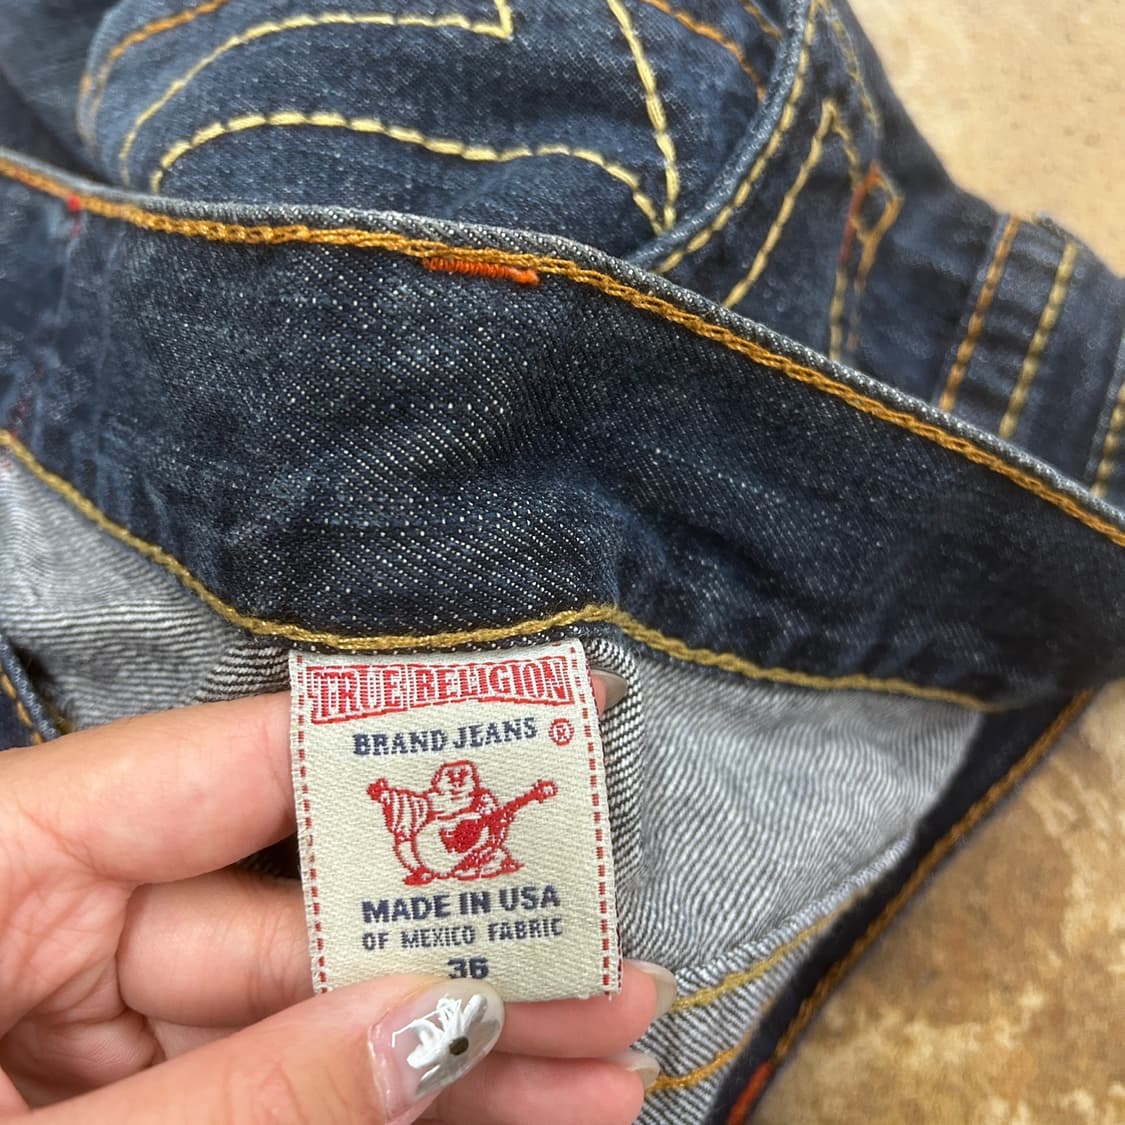 TRUE RELIGION
BRAND JEANS ®
MADE IN USA
OF MEXICO FABRIC
36